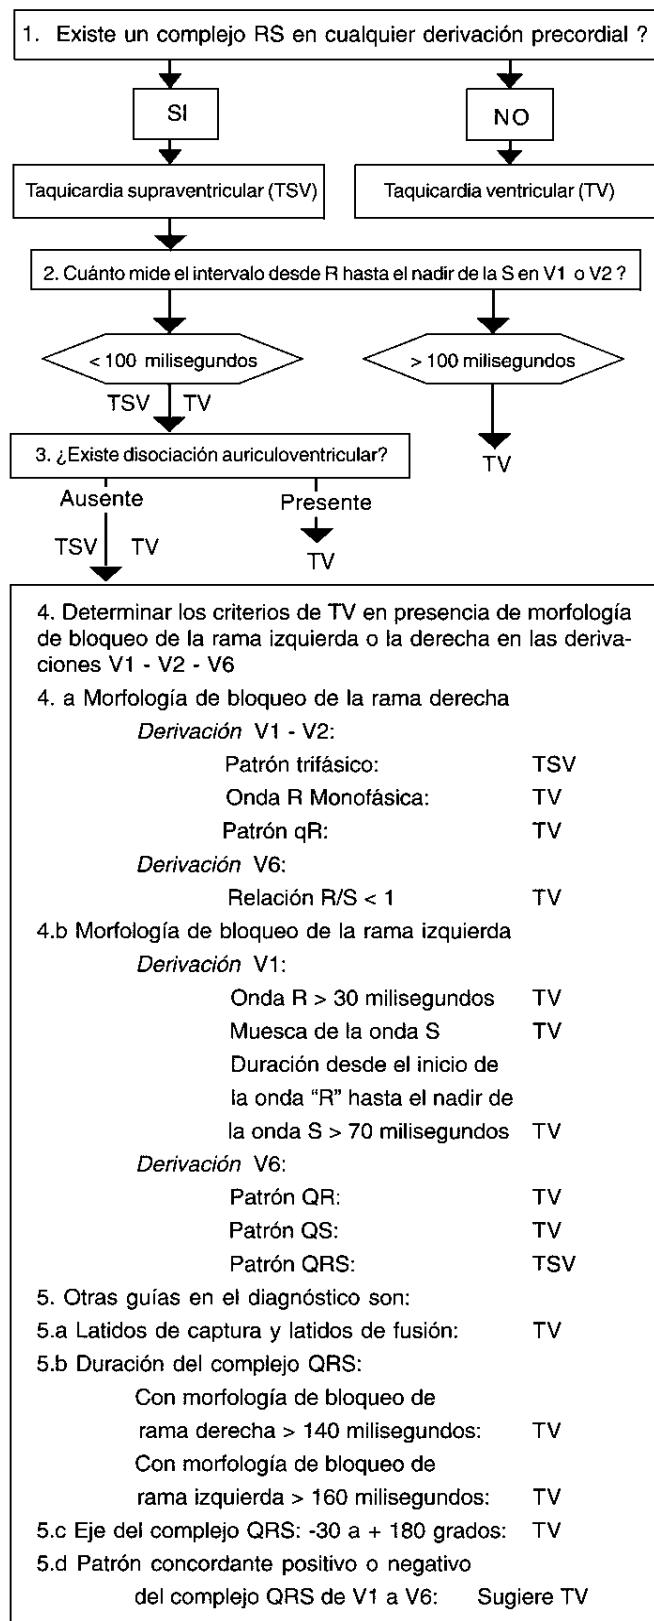 1. Existe un complejo RS en cualquier derivación precordial ?
SI
NO
Taquicardia supraventricular (TSV)
Taquicardia ventricular (TV)
2. Cuánto mide el intervalo desde R hasta el nadir de la S en V1 o V2 ?
< 100 milisegundos
> 100 milisegundos
TSV TV
3. ¿Existe disociación auriculoventricular?
TV
Ausente
Presente
TSV TV
TV
4. Determinar los criterios de TV en presencia de morfología
de bloqueo de la rama izquierda o la derecha en las deriva-
ciones V1 - V2 - V6
4. a Morfología de bloqueo de la rama derecha
Derivación V1 - V2:
Patrón trifásico: TSV
Onda R Monofásica: TV
Patrón qR: TV
Derivación V6:
Relación R/S < 1 TV
4.b Morfología de bloqueo de la rama izquierda
Derivación V1:
Onda R > 30 milisegundos TV
Muesca de la onda S TV
Duración desde el inicio de
la onda "R" hasta el nadir de
la onda S > 70 milisegundos TV
Derivación V6:
Patrón QR: TV
Patrón QS: TV
Patrón QRS: TSV
5. Otras guías en el diagnóstico son:
5.a Latidos de captura y latidos de fusión: TV
5.b Duración del complejo QRS:
Con morfología de bloqueo de
rama derecha > 140 milisegundos: TV
Con morfología de bloqueo de
rama izquierda > 160 milisegundos: TV
5.c Eje del complejo QRS: -30 a + 180 grados: TV
5.d Patrón concordante positivo o negativo
del complejo QRS de V1 a V6: Sugiere TV